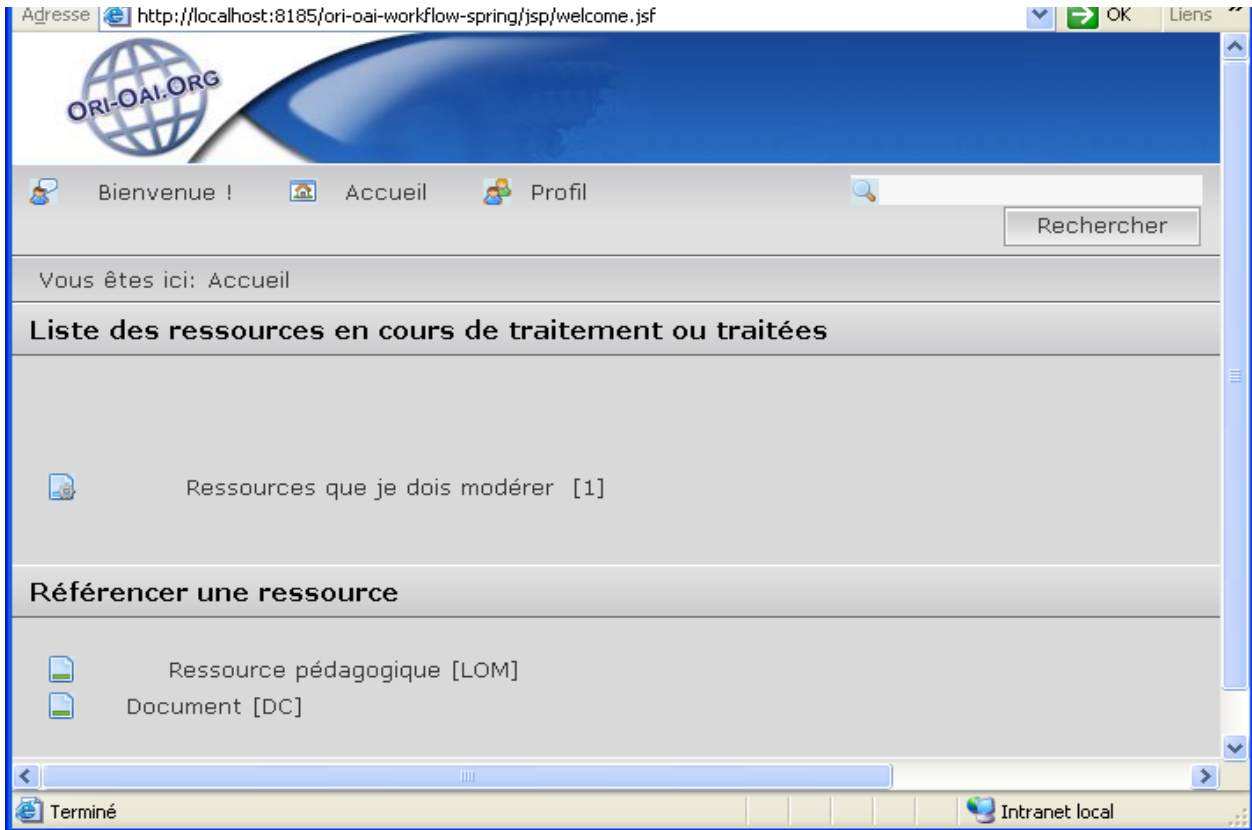 Adresse http://localhost:8185/ori-oai-workflow-spring/jsp/welcome.jsf OK Liens »
ORI-OAI.ORG
Bienvenue ! Accueil Profil
Rechercher
Vous êtes ici: Accueil
Liste des ressources en cours de traitement ou traitées
Ressources que je dois modérer [1]
Référencer une ressource
Ressource pédagogique [LOM]
Document [DC]
Terminé Intranet local